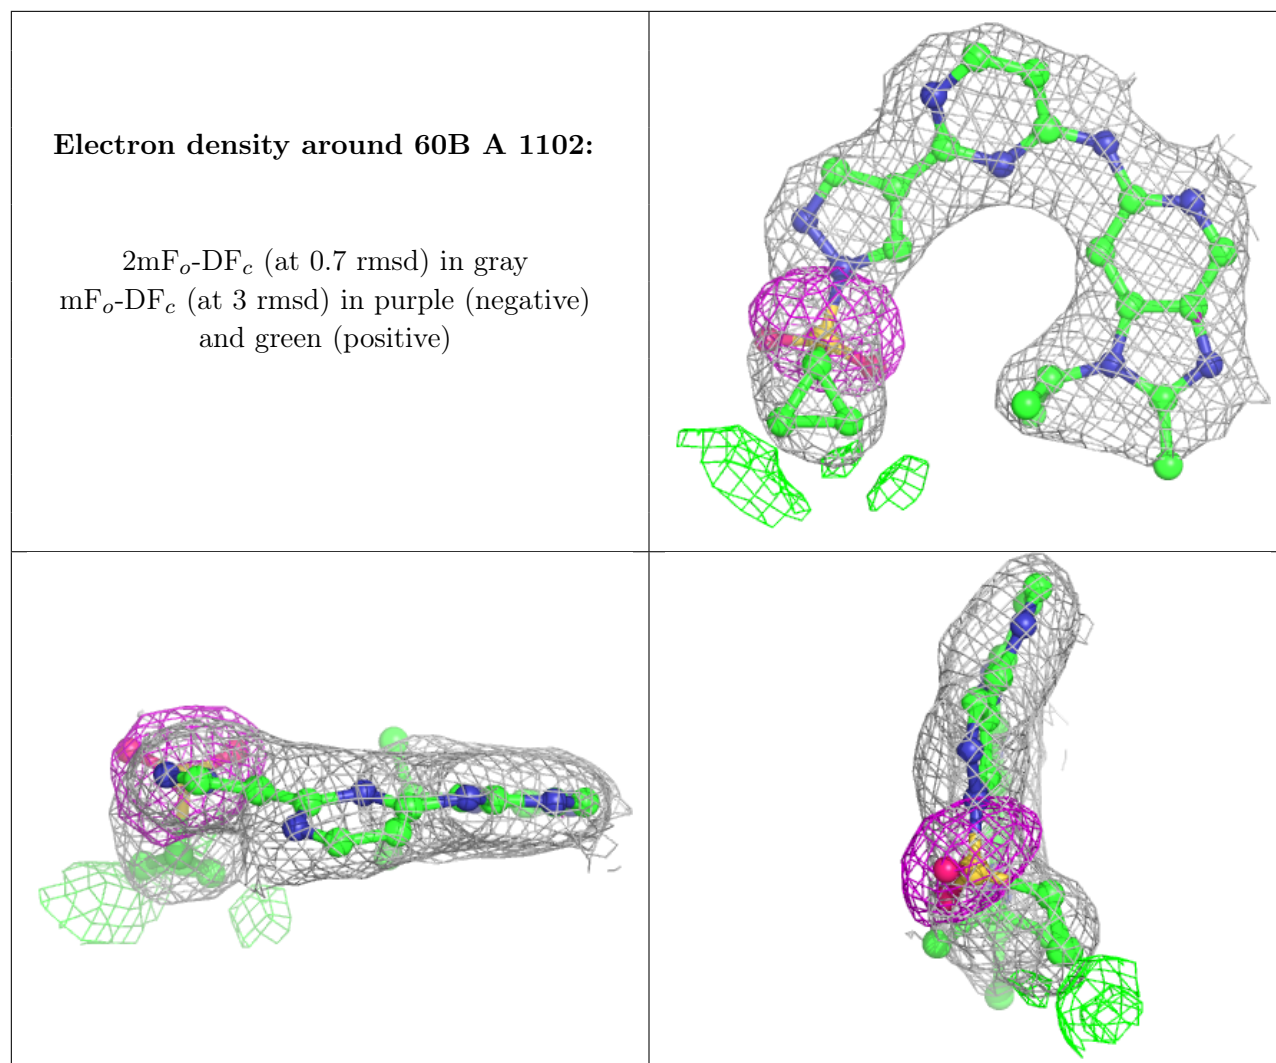 Electron density around 60B A 1102:
2mFₒ-DF𝒸 (at 0.7 rmsd) in gray
mFₒ-DF𝒸 (at 3 rmsd) in purple (negative)
and green (positive)